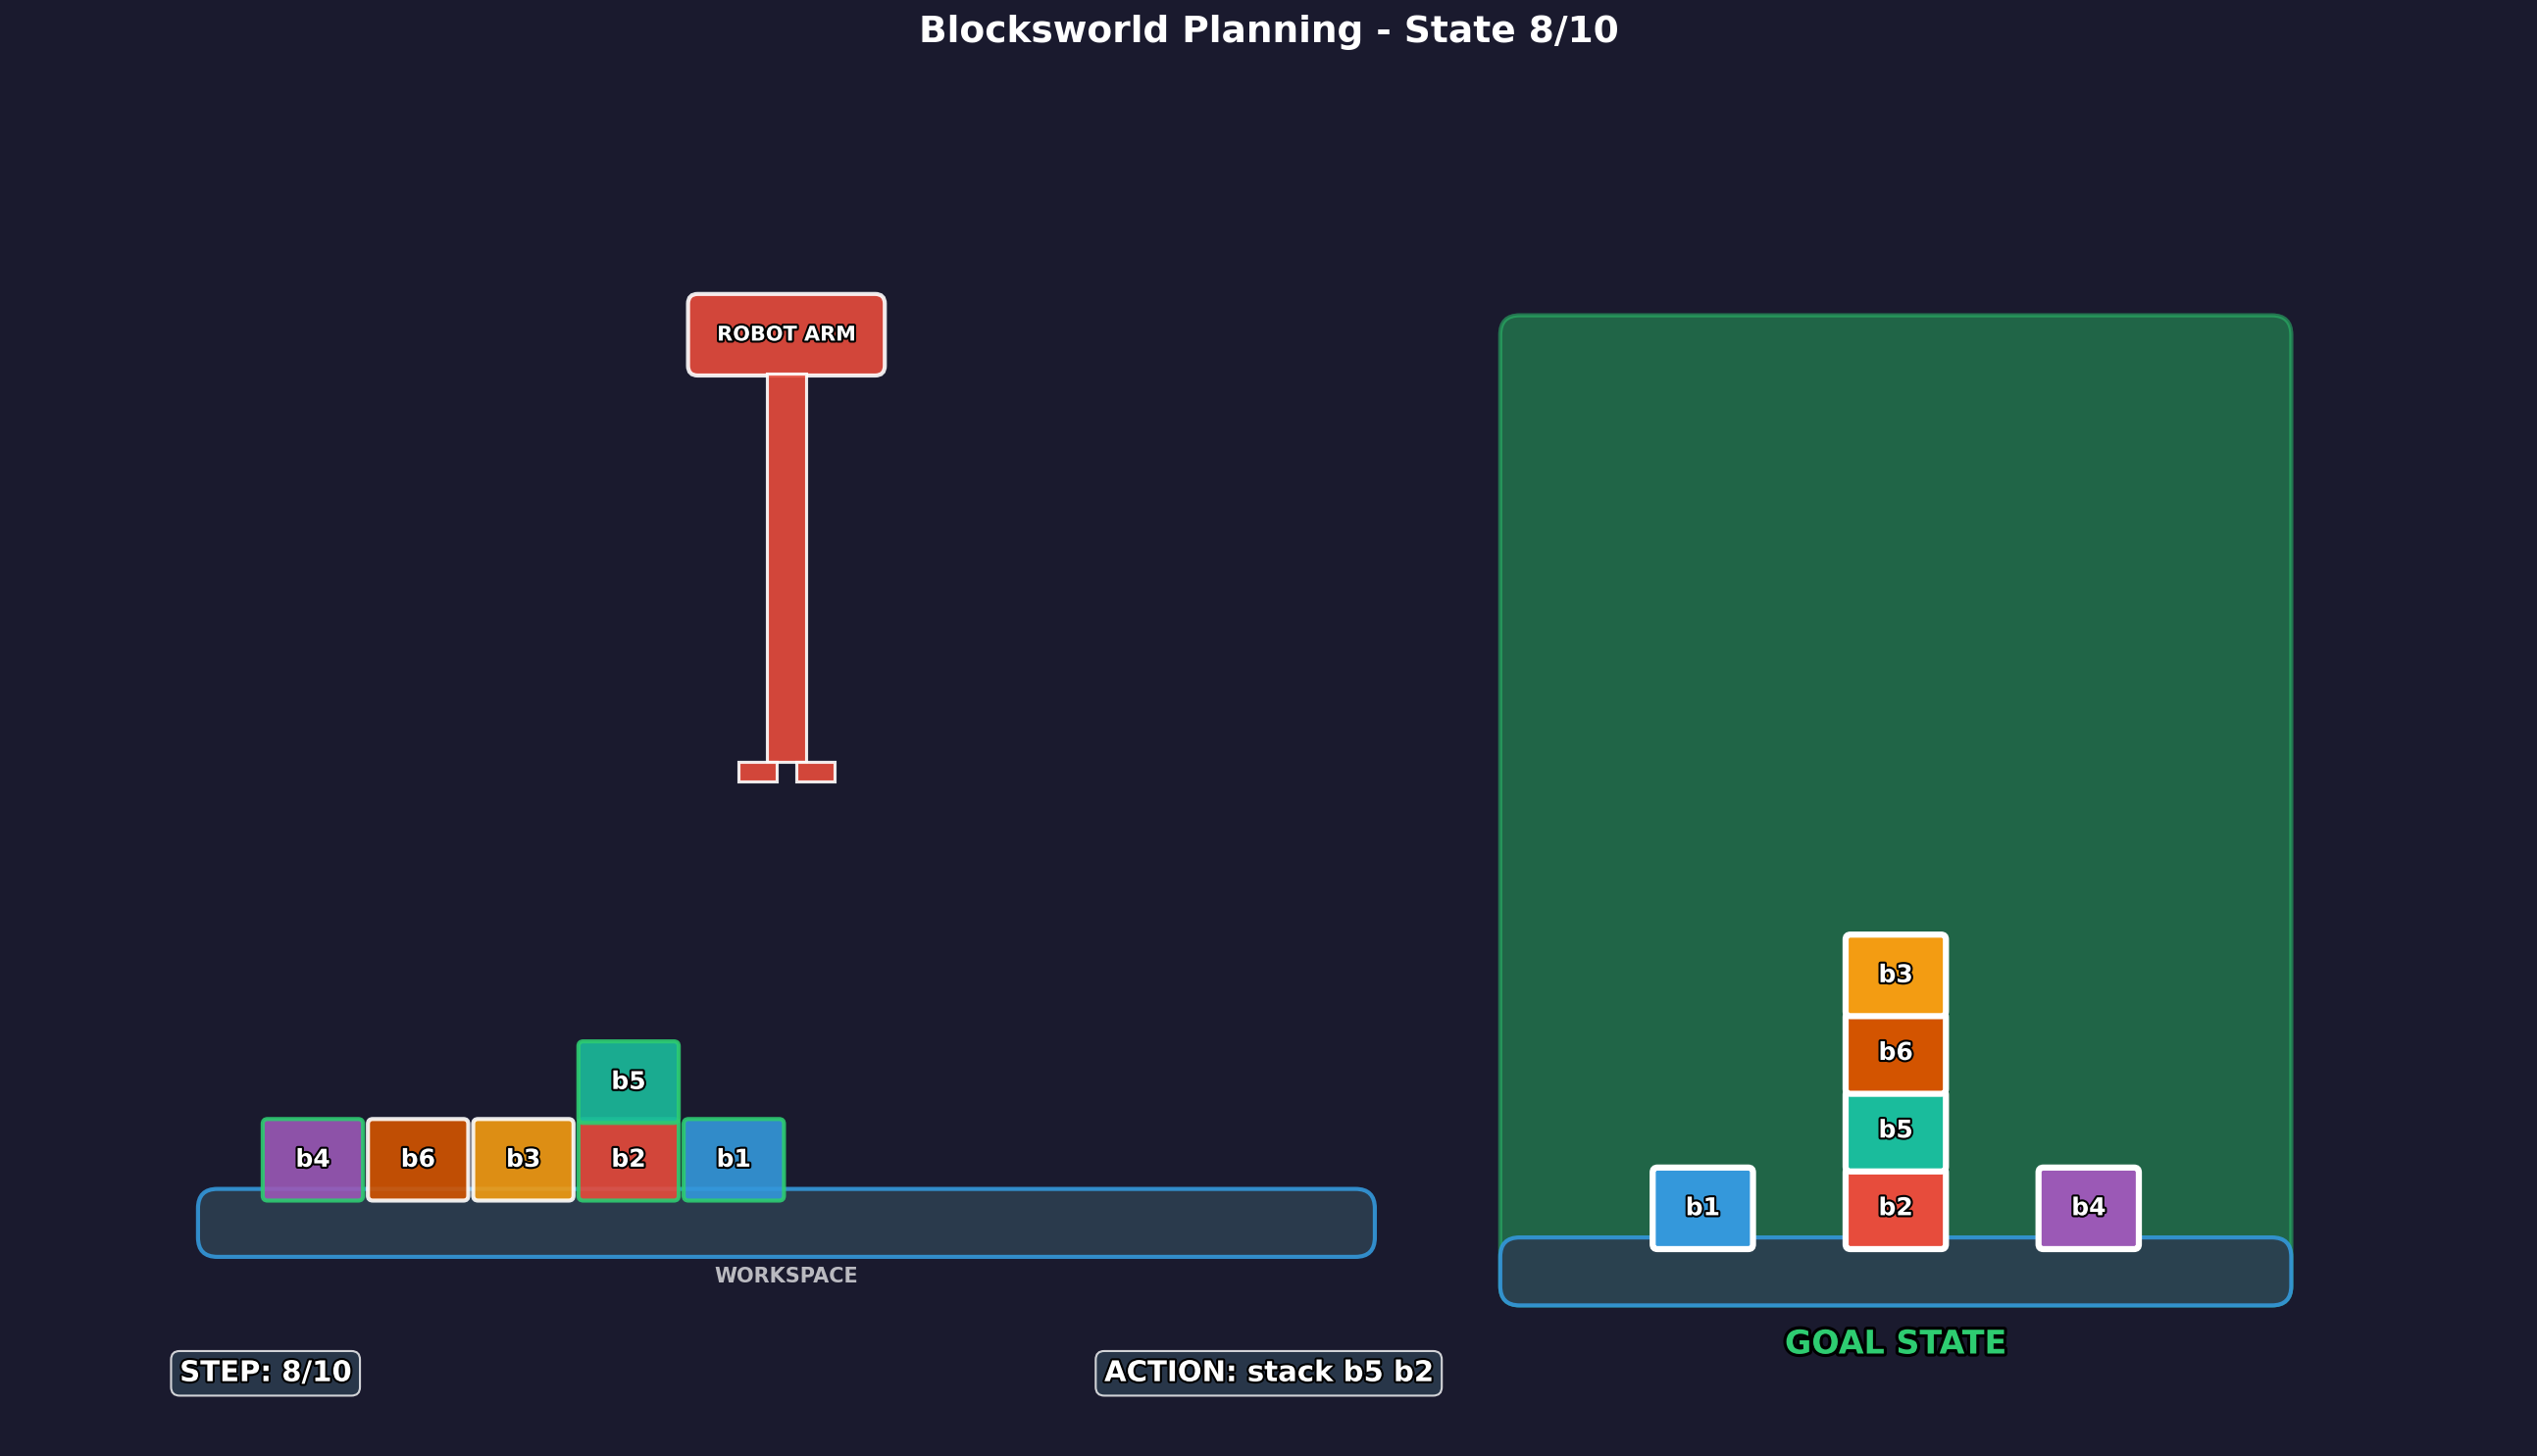 Blocksworld Planning - State 8/10
ROBOT ARM
b3
b6
b5
b5
b4
b6
b3
b2
b1
b1
b2
b4
WORKSPACE
GOAL STATE
STEP: 8/10
ACTION: stack b5 b2